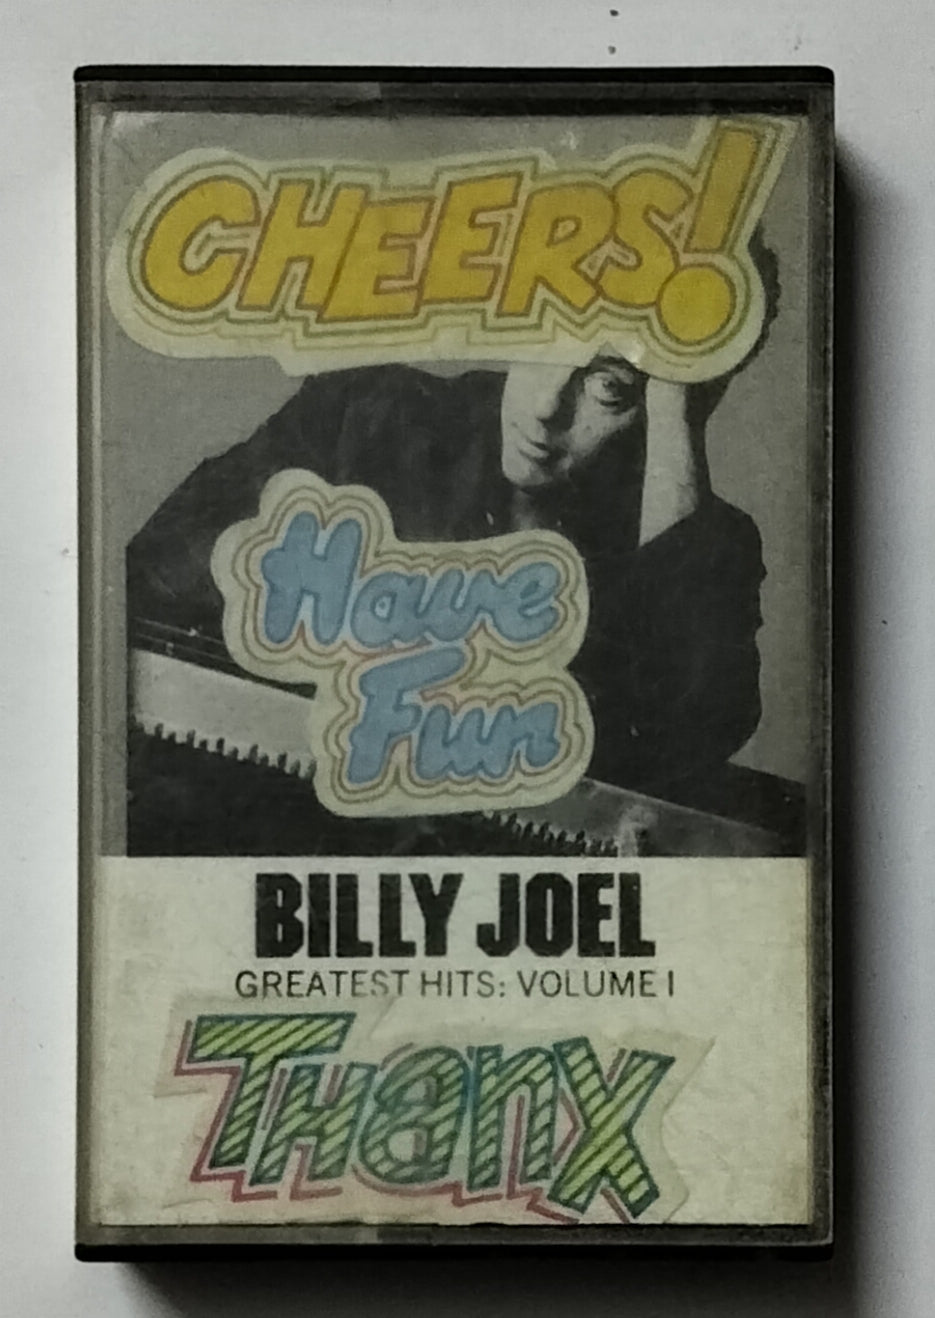 CHEERS!
Have
Fun
BILLY JOEL
GREATEST HITS: VOLUME I
THanX